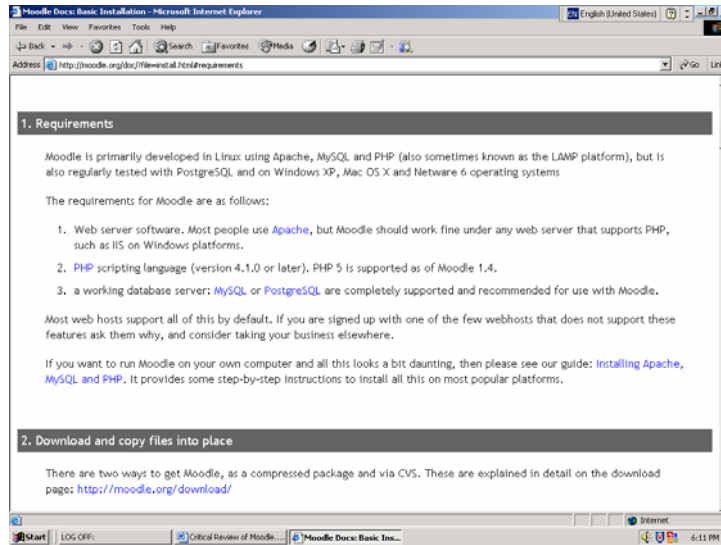 Moodle Docs: Basic Installation - Microsoft Internet Explorer
EN English (United States)
File Edit View Favorites Tools Help
Back Search Favorites Media
Address http://moodle.org/doc/?file=install.html#requirements Go Lin
1. Requirements
Moodle is primarily developed in Linux using Apache, MySQL and PHP (also sometimes known as the LAMP platform), but is
also regularly tested with PostgreSQL and on Windows XP, Mac OS X and Netware 6 operating systems
The requirements for Moodle are as follows:
1. Web server software. Most people use Apache, but Moodle should work fine under any web server that supports PHP,
such as IIS on Windows platforms.
2. PHP scripting language (version 4.1.0 or later). PHP 5 is supported as of Moodle 1.4.
3. a working database server: MySQL or PostgreSQL are completely supported and recommended for use with Moodle.
Most web hosts support all of this by default. If you are signed up with one of the few webhosts that does not support these
features ask them why, and consider taking your business elsewhere.
If you want to run Moodle on your own computer and all this looks a bit daunting, then please see our guide: Installing Apache,
MySQL and PHP. It provides some step-by-step instructions to install all this on most popular platforms.
2. Download and copy files into place
There are two ways to get Moodle, as a compressed package and via CVS. These are explained in detail on the download
page: http://moodle.org/download/
Internet
Start LOG OFF: Critical Review of Moodle.... Moodle Docs: Basic Ins... 6:11 PM